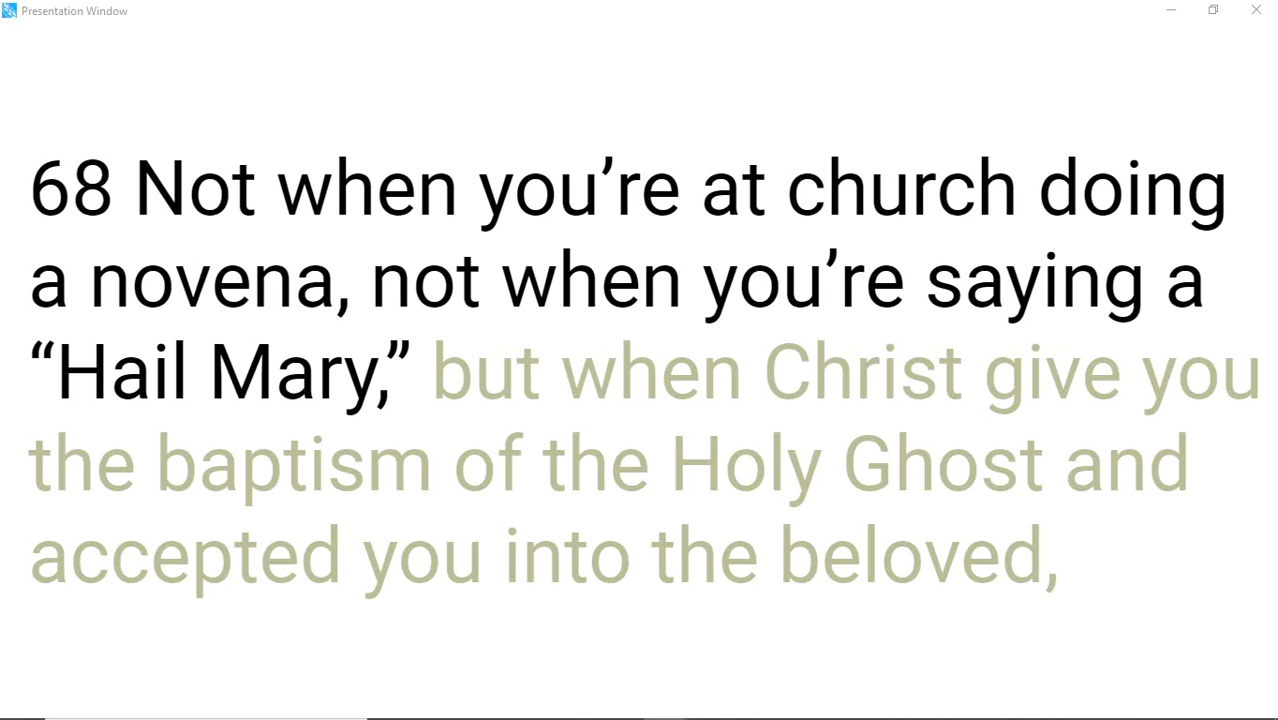 Presentation Window
68 Not when you’re at church doing
a novena, not when you’re saying a
“Hail Mary,” but when Christ give you
the baptism of the Holy Ghost and
accepted you into the beloved,